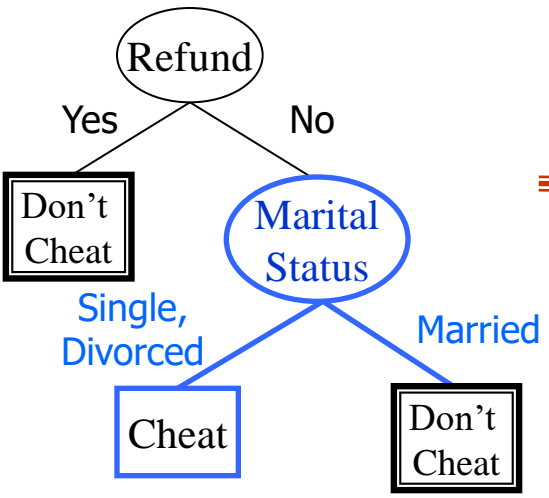 Refund
Yes
No
Don’t
Cheat
Marital
Status
Single,
Divorced
Married
Cheat
Don’t
Cheat